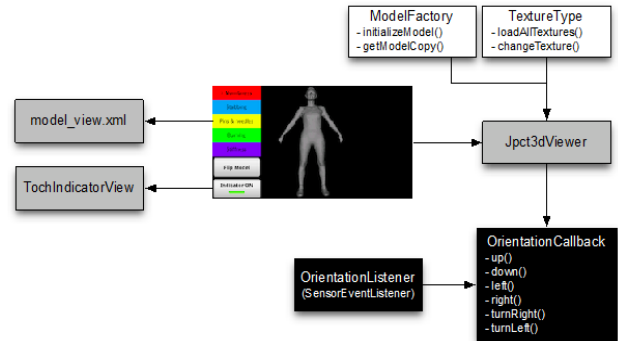 ModelFactory
- initializeModel()
- getModelCopy()
TextureType
- loadAllTextures()
- changeTexture()
model_view.xml
TochIndicatorView
Flip Model
Jpct3dViewer
OrientationListener
(SensorEventListener)
OrientationCallback
- up()
- down()
- left()
- right()
- turnRight()
- turnLeft()